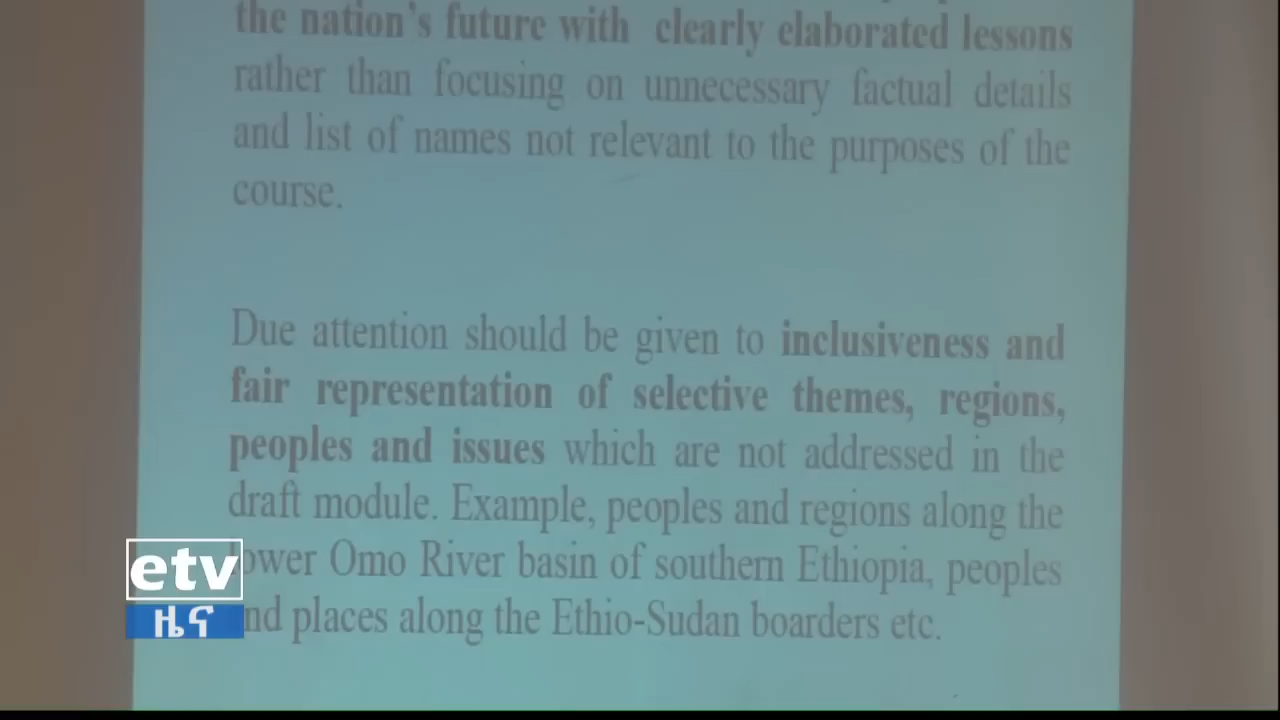 the nation's future with clearly elaborated lessons
rather than focusing on unnecessary factual details
and list of names not relevant to the purposes of the
course.
Due attention should be given to inclusiveness and
fair representation of selective themes, regions,
peoples and issues which are not addressed in the
draft module. Example, peoples and regions along the
lower Omo River basin of southern Ethiopia, peoples
and places along the Ethio-Sudan boarders etc.
etv
ዜና